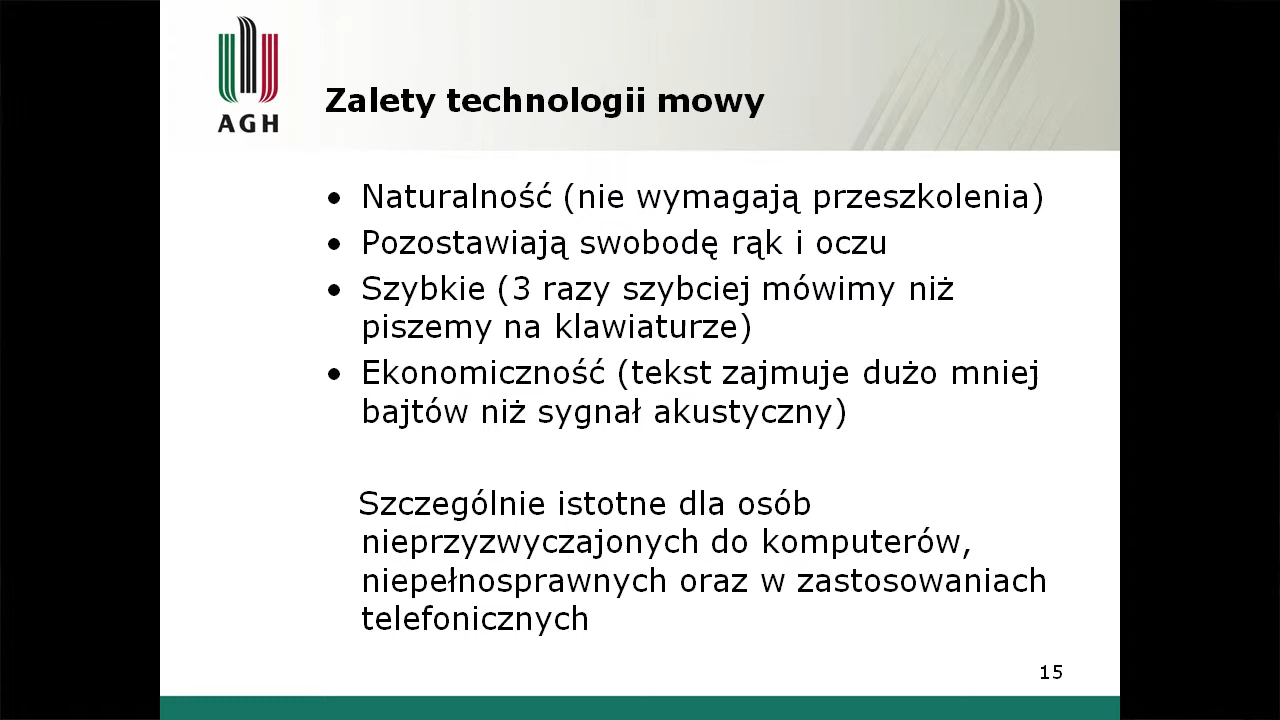 AGH
Zalety technologii mowy
• Naturalność (nie wymagają przeszkolenia)
• Pozostawiają swobodę rąk i oczu
• Szybkie (3 razy szybciej mówimy niż
piszemy na klawiaturze)
• Ekonomiczność (tekst zajmuje dużo mniej
bajtów niż sygnał akustyczny)
Szczególnie istotne dla osób
nieprzyzwyczajonych do komputerów,
niepełnosprawnych oraz w zastosowaniach
telefonicznych
15